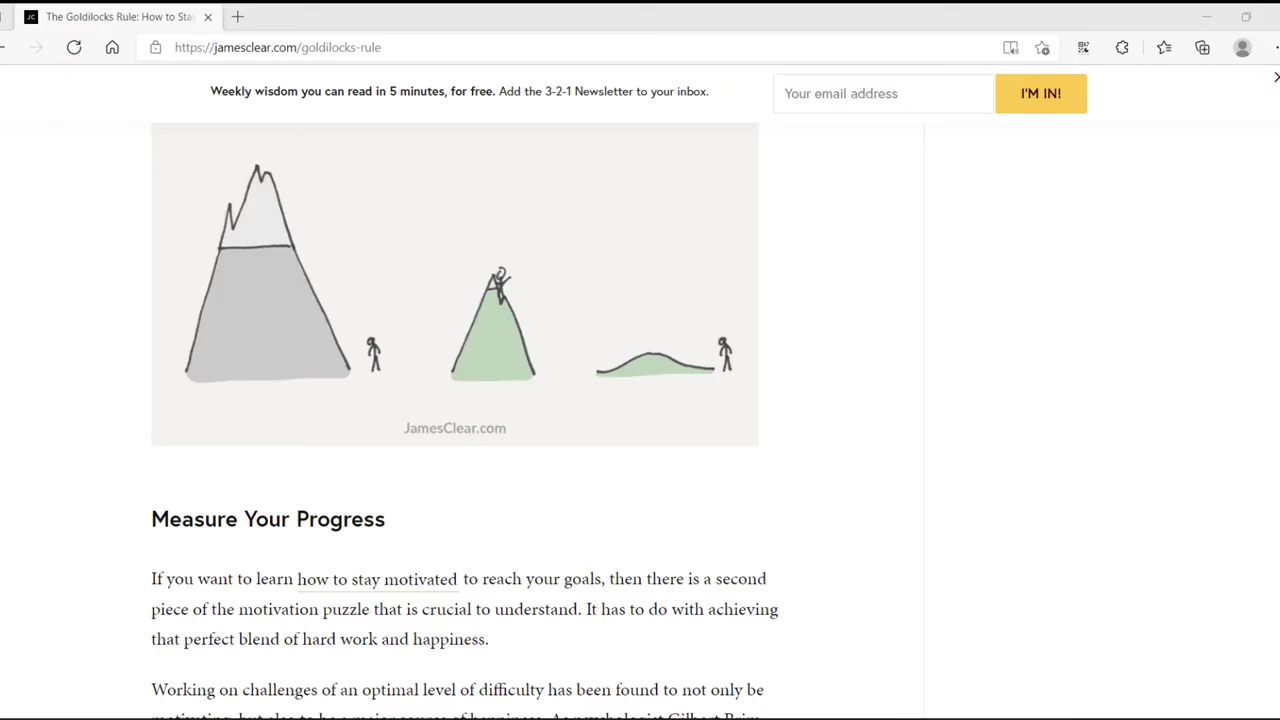 The Goldilocks Rule: How to Sta
https://jamesclear.com/goldilocks-rule
Weekly wisdom you can read in 5 minutes, for free. Add the 3-2-1 Newsletter to your inbox.
Your email address
I'M IN!
JamesClear.com
Measure Your Progress
If you want to learn how to stay motivated to reach your goals, then there is a second
piece of the motivation puzzle that is crucial to understand. It has to do with achieving
that perfect blend of hard work and happiness.
Working on challenges of an optimal level of difficulty has been found to not only be